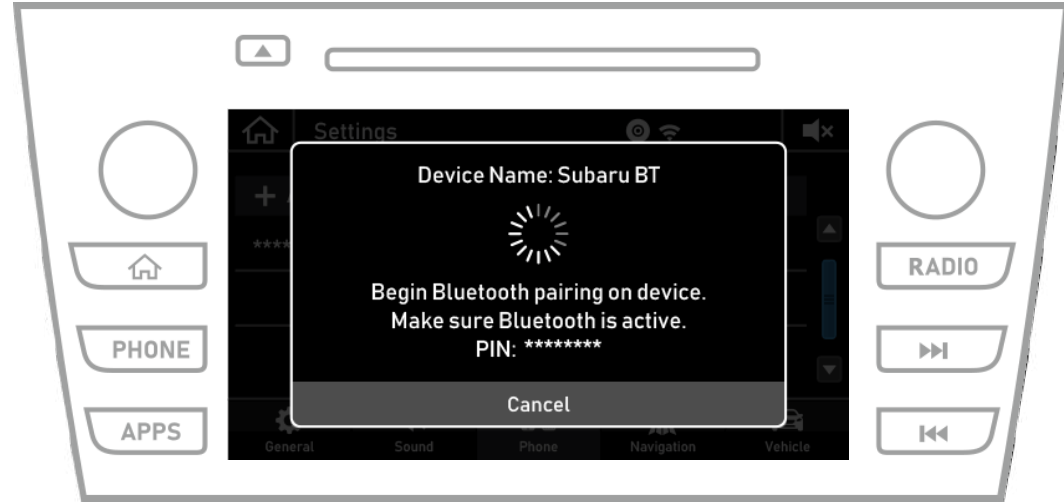 Settings
Device Name: Subaru BT
****
Begin Bluetooth pairing on device.
Make sure Bluetooth is active.
PIN: ********
Cancel
General Sound Phone Navigation Vehicle
PHONE
APPS
RADIO